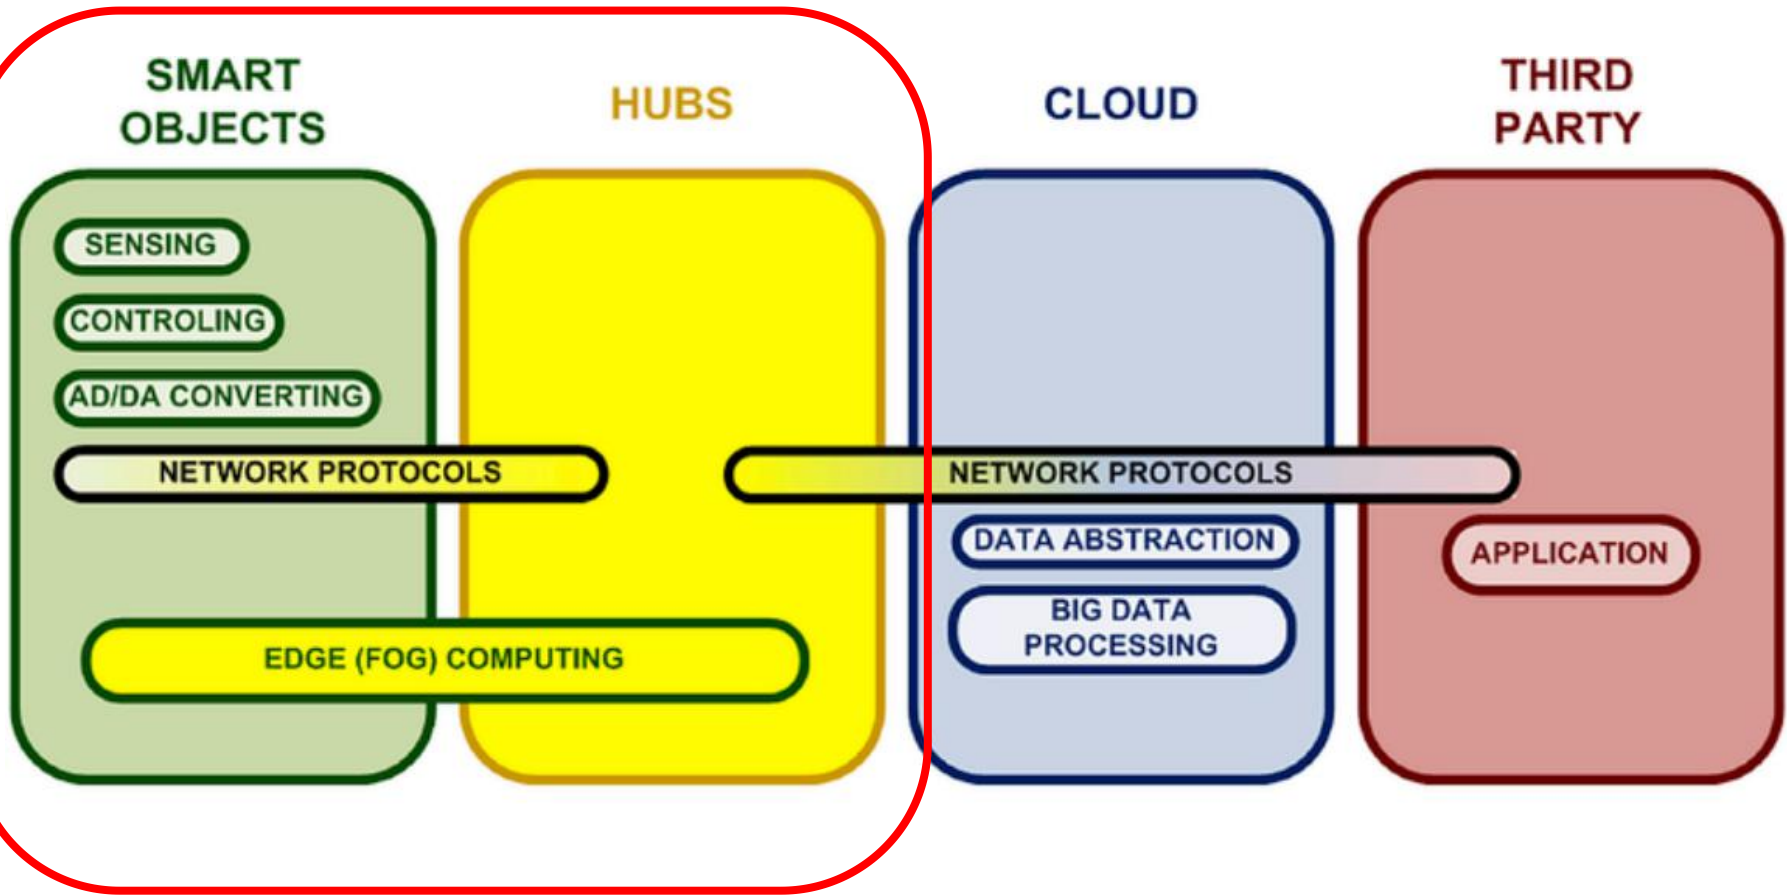 SMART
OBJECTS
HUBS
CLOUD
THIRD
PARTY
SENSING
CONTROLING
AD/DA CONVERTING
NETWORK PROTOCOLS
EDGE (FOG) COMPUTING
NETWORK PROTOCOLS
DATA ABSTRACTION
BIG DATA
PROCESSING
APPLICATION